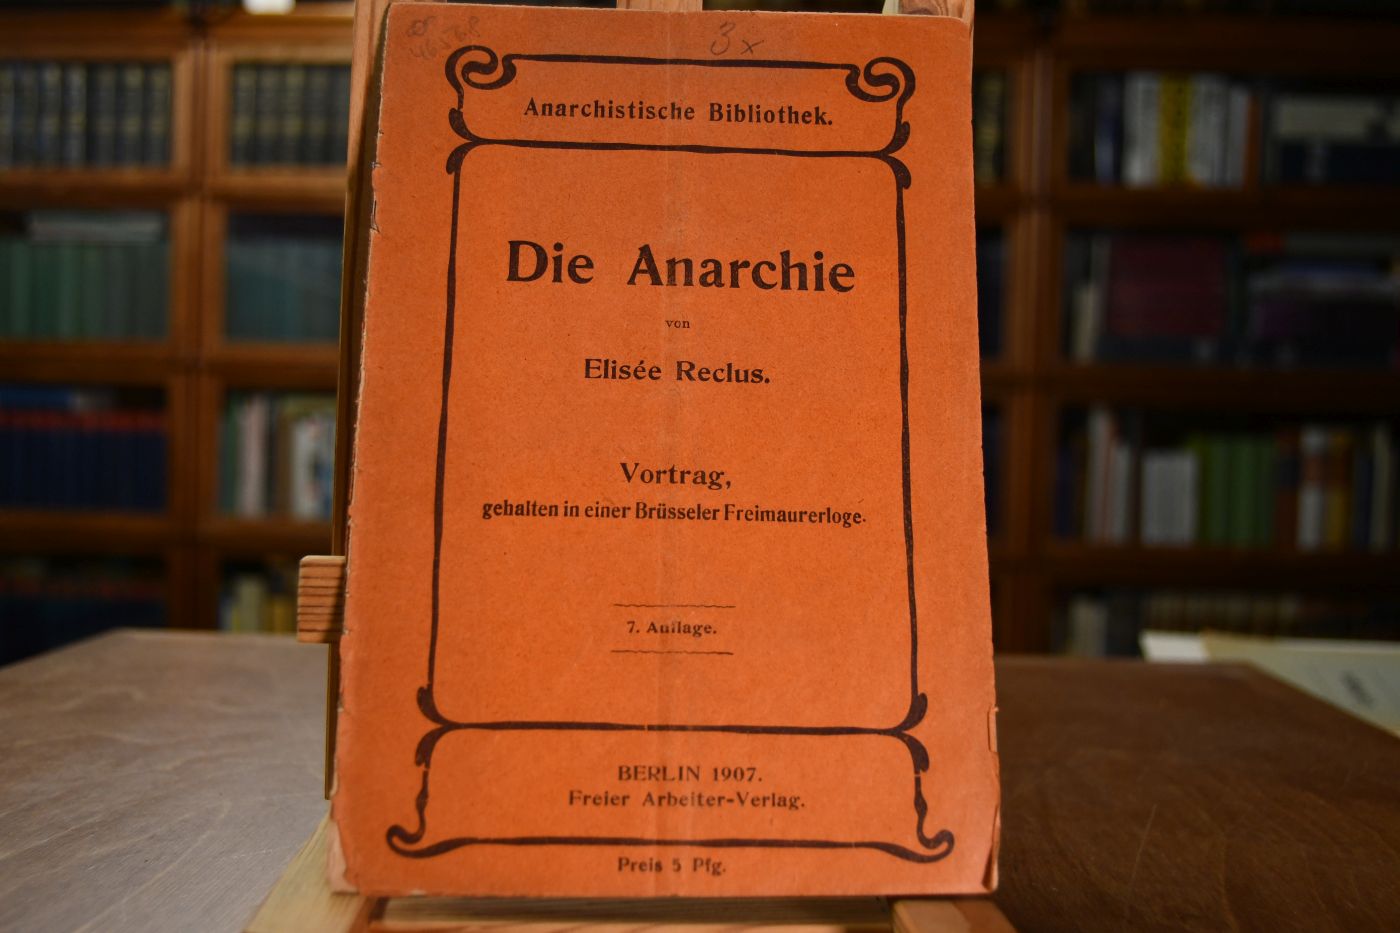 3x
Anarchistische Bibliothek.
Die Anarchie
von
Elisée Reclus.
Vortrag,
gehalten in einer Brüsseler Freimaurerloge.
7. Auflage.
BERLIN 1907.
Freier Arbeiter-Verlag.
Preis 5 Pfg.